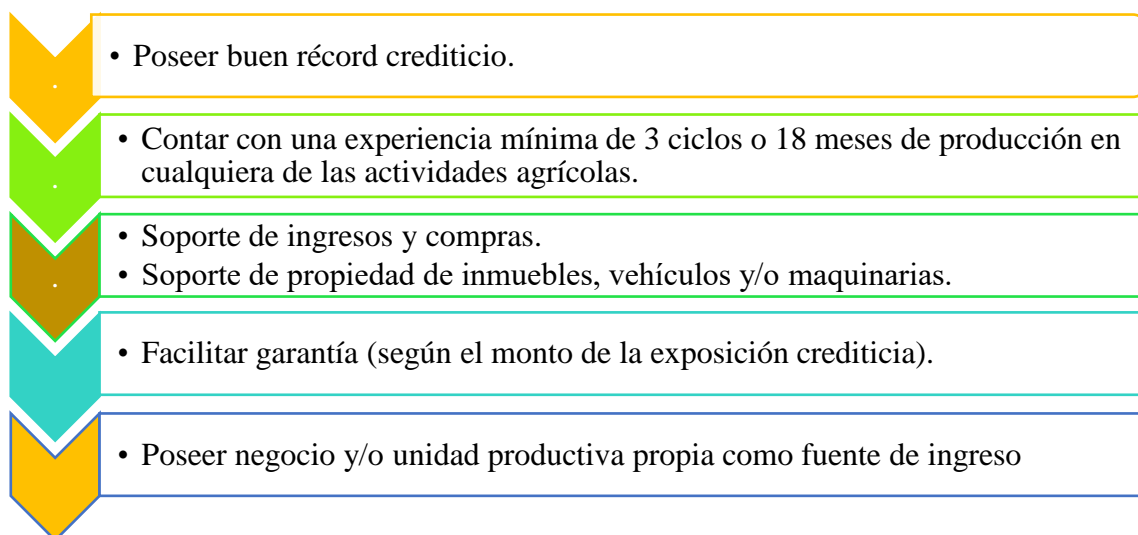 • Poseer buen récord crediticio.
• Contar con una experiencia mínima de 3 ciclos o 18 meses de producción en
cualquiera de las actividades agrícolas.
• Soporte de ingresos y compras.
• Soporte de propiedad de inmuebles, vehículos y/o maquinarias.
• Facilitar garantía (según el monto de la exposición crediticia).
• Poseer negocio y/o unidad productiva propia como fuente de ingreso